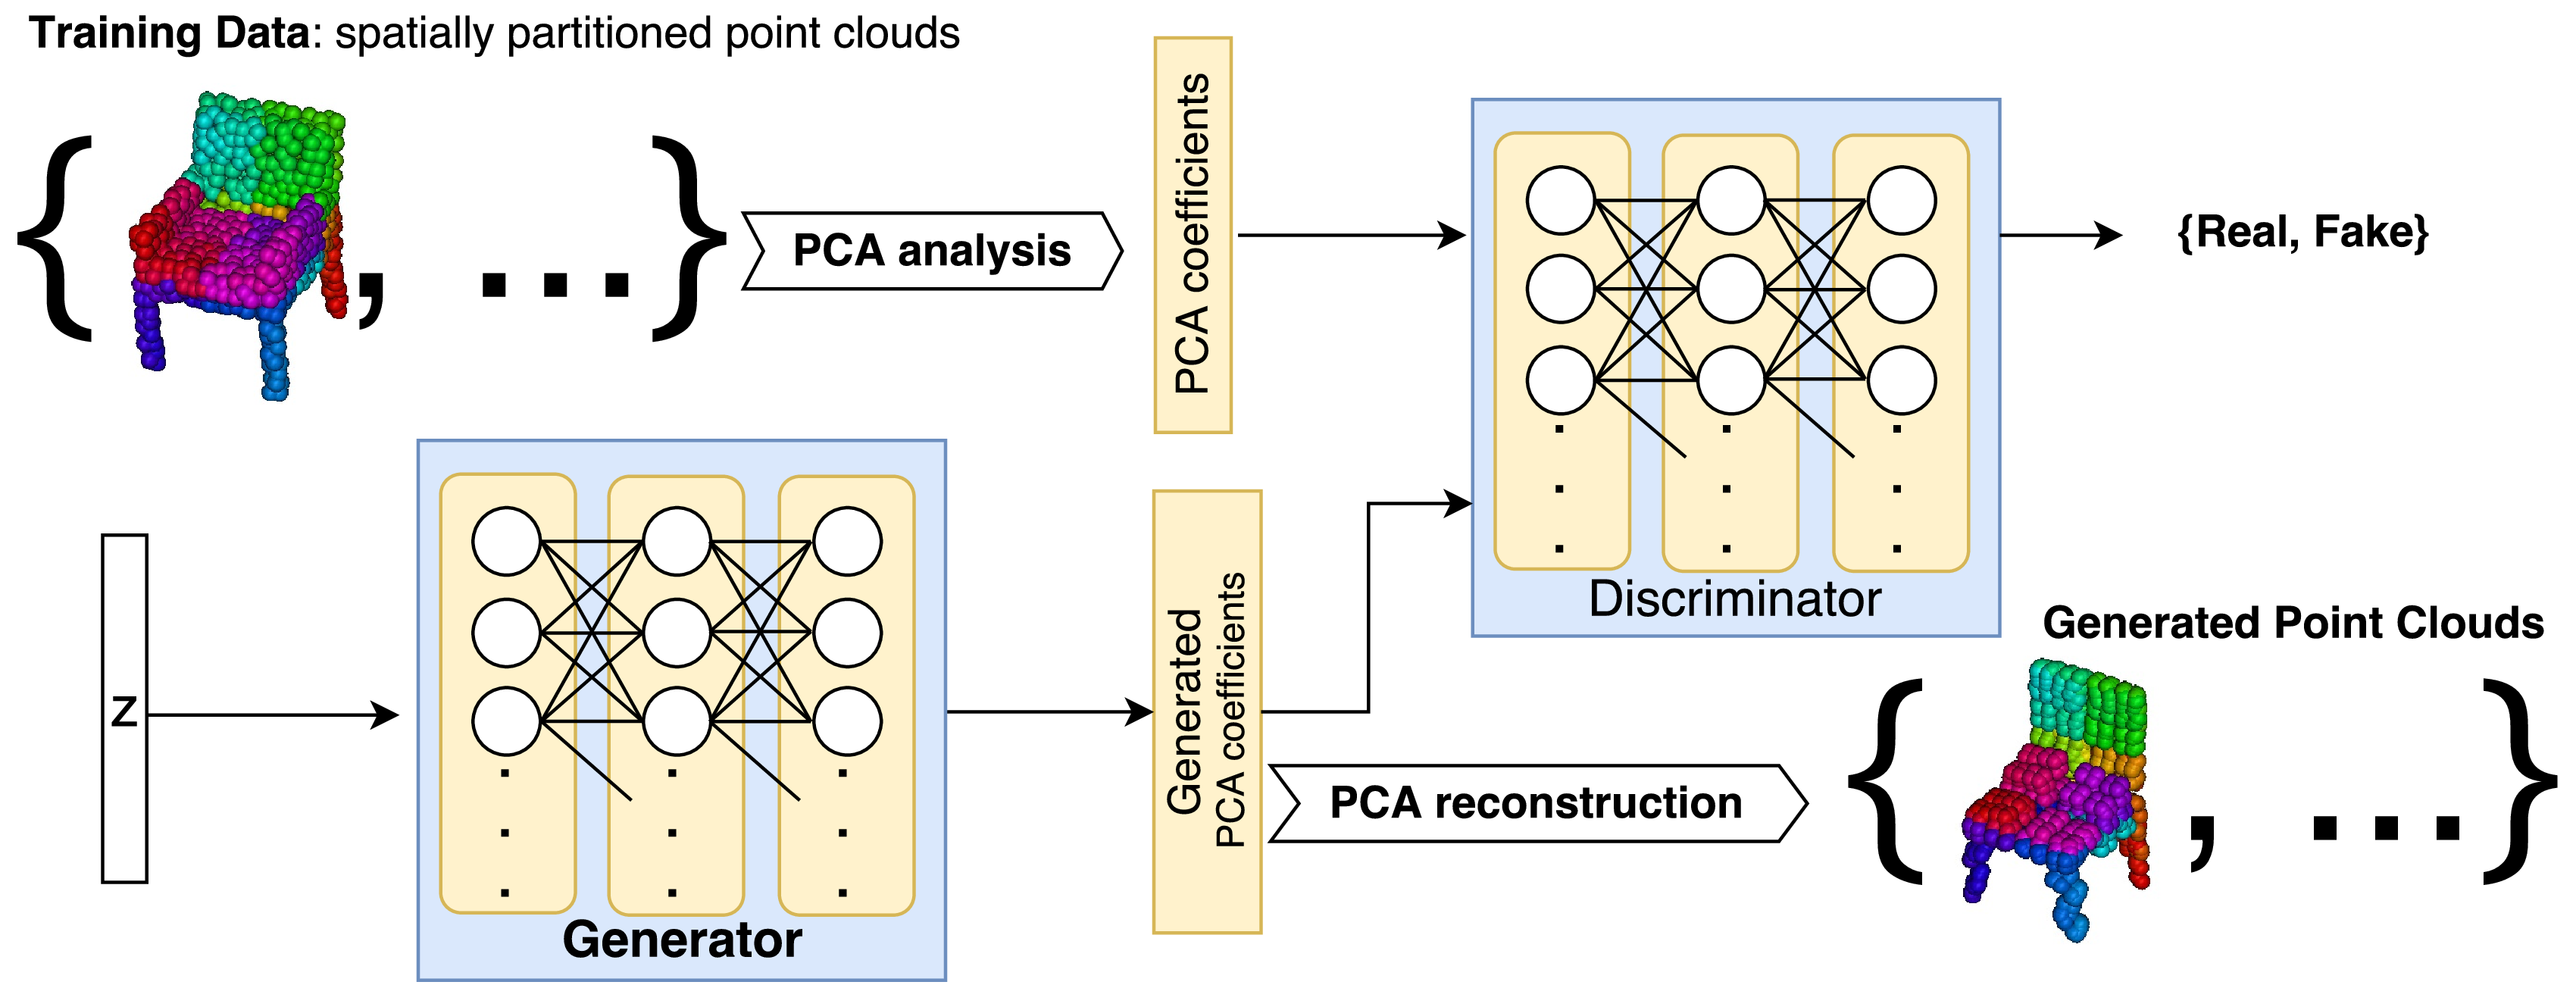 Training Data: spatially partitioned point clouds
{ , ... }
PCA analysis
PCA coefficients
{Real, Fake}
Discriminator
z
Generator
Generated
PCA coefficients
PCA reconstruction
Generated Point Clouds
{ , ... }